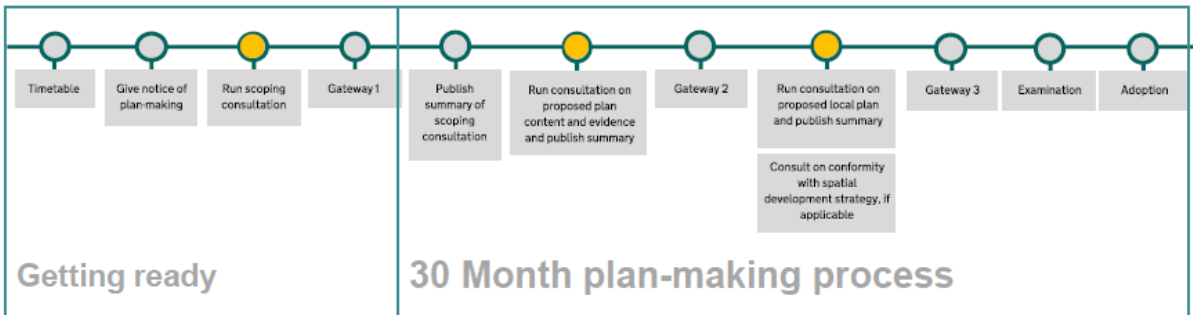 Timetable
Give notice of
plan-making
Run scoping
consultation
Gateway 1
Publish
summary of
scoping
consultation
Run consultation on
proposed plan
content and evidence
and publish summary
Gateway 2
Run consultation on
proposed local plan
and publish summary
Consult on conformity
with spatial
development strategy, if
applicable
Gateway 3
Examination
Adoption
Getting ready
30 Month plan-making process